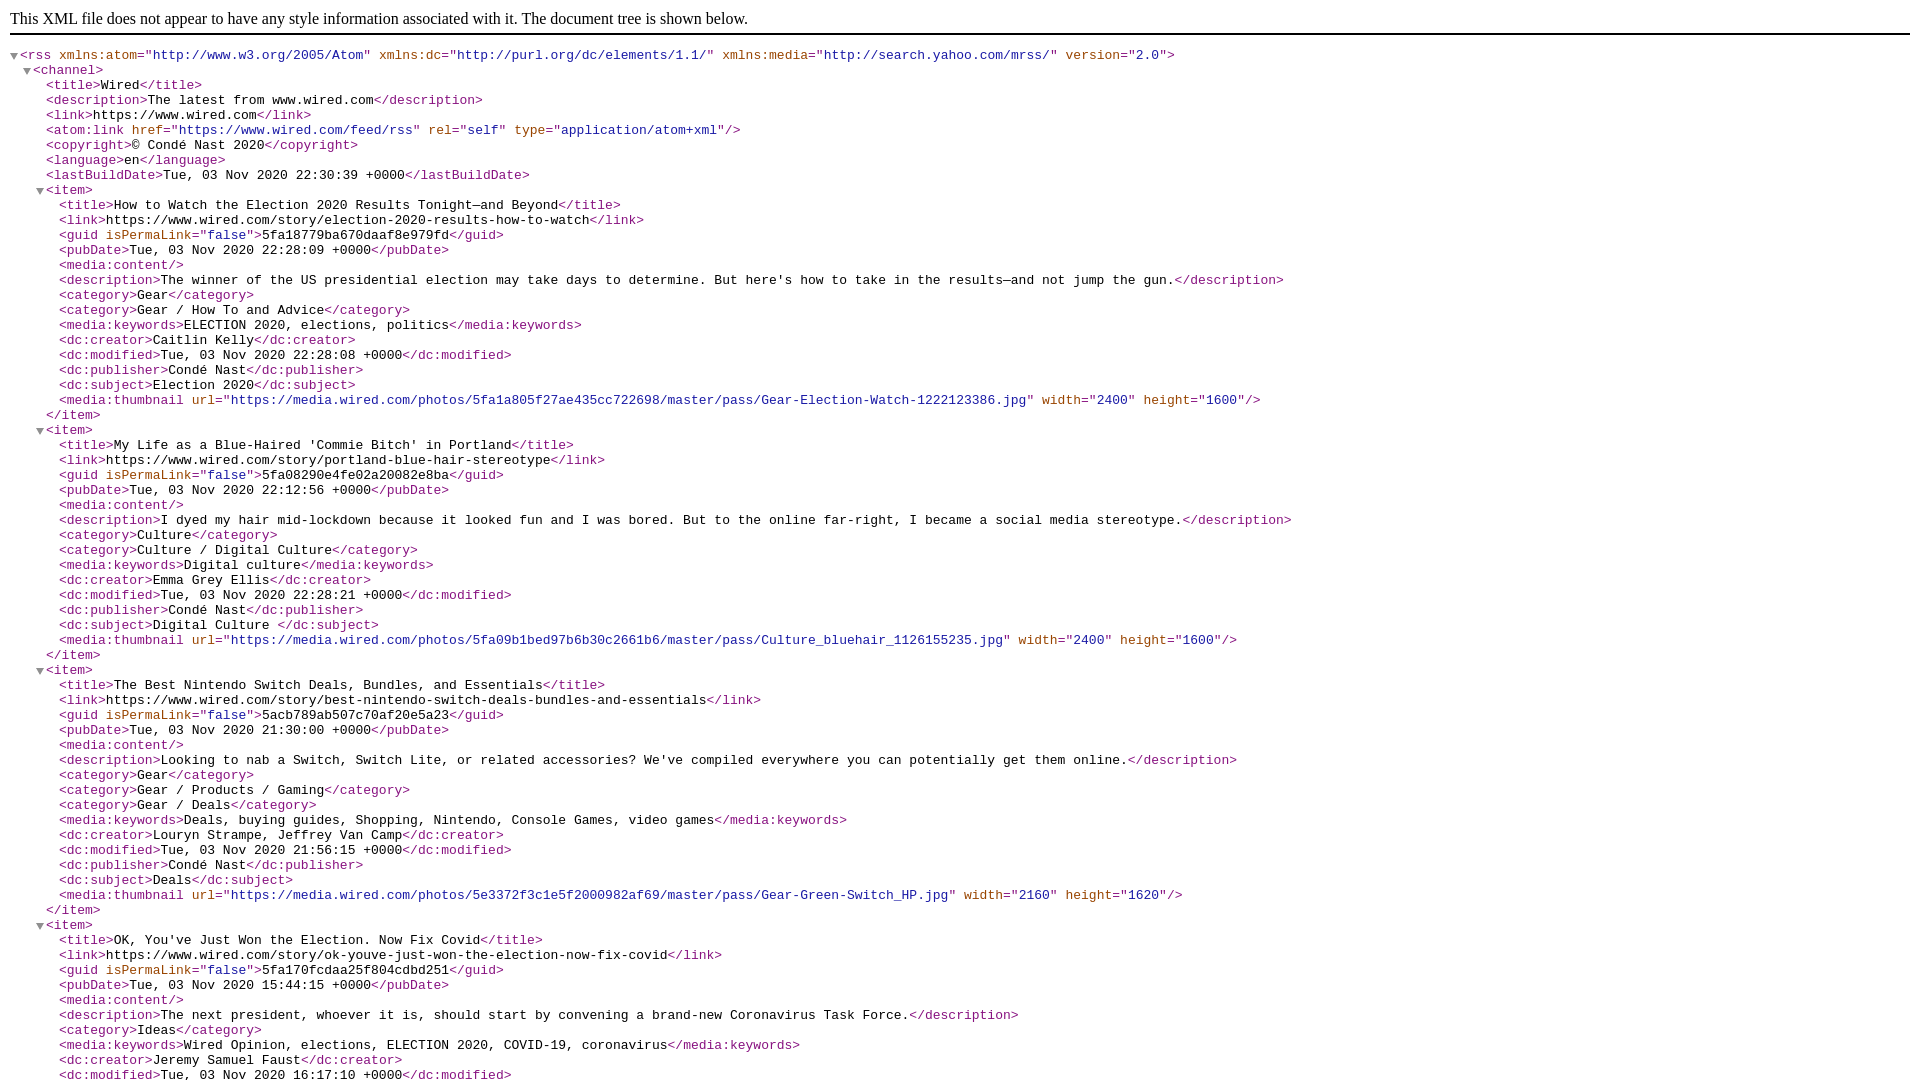 This XML file does not appear to have any style information associated with it. The document tree is shown below.
<rss xmlns:atom="http://www.w3.org/2005/Atom" xmlns:dc="http://purl.org/dc/elements/1.1/" xmlns:media="http://search.yahoo.com/mrss/" version="2.0">
<channel>
<title>Wired</title>
<description>The latest from www.wired.com</description>
<link>https://www.wired.com</link>
<atom:link href="https://www.wired.com/feed/rss" rel="self" type="application/atom+xml"/>
<copyright>© Condé Nast 2020</copyright>
<language>en</language>
<lastBuildDate>Tue, 03 Nov 2020 22:30:39 +0000</lastBuildDate>
<item>
<title>How to Watch the Election 2020 Results Tonight—and Beyond</title>
<link>https://www.wired.com/story/election-2020-results-how-to-watch</link>
<guid isPermaLink="false">5fa18779ba670daaf8e979fd</guid>
<pubDate>Tue, 03 Nov 2020 22:28:09 +0000</pubDate>
<media:content/>
<description>The winner of the US presidential election may take days to determine. But here's how to take in the results—and not jump the gun.</description>
<category>Gear</category>
<category>Gear / How To and Advice</category>
<media:keywords>ELECTION 2020, elections, politics</media:keywords>
<dc:creator>Caitlin Kelly</dc:creator>
<dc:modified>Tue, 03 Nov 2020 22:28:08 +0000</dc:modified>
<dc:publisher>Condé Nast</dc:publisher>
<dc:subject>Election 2020</dc:subject>
<media:thumbnail url="https://media.wired.com/photos/5fa1a805f27ae435cc722698/master/pass/Gear-Election-Watch-1222123386.jpg" width="2400" height="1600"/>
</item>
<item>
<title>My Life as a Blue-Haired 'Commie Bitch' in Portland</title>
<link>https://www.wired.com/story/portland-blue-hair-stereotype</link>
<guid isPermaLink="false">5fa08290e4fe02a20082e8ba</guid>
<pubDate>Tue, 03 Nov 2020 22:12:56 +0000</pubDate>
<media:content/>
<description>I dyed my hair mid-lockdown because it looked fun and I was bored. But to the online far-right, I became a social media stereotype.</description>
<category>Culture</category>
<category>Culture / Digital Culture</category>
<media:keywords>Digital culture</media:keywords>
<dc:creator>Emma Grey Ellis</dc:creator>
<dc:modified>Tue, 03 Nov 2020 22:28:21 +0000</dc:modified>
<dc:publisher>Condé Nast</dc:publisher>
<dc:subject>Digital Culture </dc:subject>
<media:thumbnail url="https://media.wired.com/photos/5fa09b1bed97b6b30c2661b6/master/pass/Culture_bluehair_1126155235.jpg" width="2400" height="1600"/>
</item>
<item>
<title>The Best Nintendo Switch Deals, Bundles, and Essentials</title>
<link>https://www.wired.com/story/best-nintendo-switch-deals-bundles-and-essentials</link>
<guid isPermaLink="false">5acb789ab507c70af20e5a23</guid>
<pubDate>Tue, 03 Nov 2020 21:30:00 +0000</pubDate>
<media:content/>
<description>Looking to nab a Switch, Switch Lite, or related accessories? We've compiled everywhere you can potentially get them online.</description>
<category>Gear</category>
<category>Gear / Products / Gaming</category>
<category>Gear / Deals</category>
<media:keywords>Deals, buying guides, Shopping, Nintendo, Console Games, video games</media:keywords>
<dc:creator>Louryn Strampe, Jeffrey Van Camp</dc:creator>
<dc:modified>Tue, 03 Nov 2020 21:56:15 +0000</dc:modified>
<dc:publisher>Condé Nast</dc:publisher>
<dc:subject>Deals</dc:subject>
<media:thumbnail url="https://media.wired.com/photos/5e3372f3c1e5f2000982af69/master/pass/Gear-Green-Switch_HP.jpg" width="2160" height="1620"/>
</item>
<item>
<title>OK, You've Just Won the Election. Now Fix Covid</title>
<link>https://www.wired.com/story/ok-youve-just-won-the-election-now-fix-covid</link>
<guid isPermaLink="false">5fa170fcdaa25f804cdbd251</guid>
<pubDate>Tue, 03 Nov 2020 15:44:15 +0000</pubDate>
<media:content/>
<description>The next president, whoever it is, should start by convening a brand-new Coronavirus Task Force.</description>
<category>Ideas</category>
<media:keywords>Wired Opinion, elections, ELECTION 2020, COVID-19, coronavirus</media:keywords>
<dc:creator>Jeremy Samuel Faust</dc:creator>
<dc:modified>Tue, 03 Nov 2020 16:17:10 +0000</dc:modified>